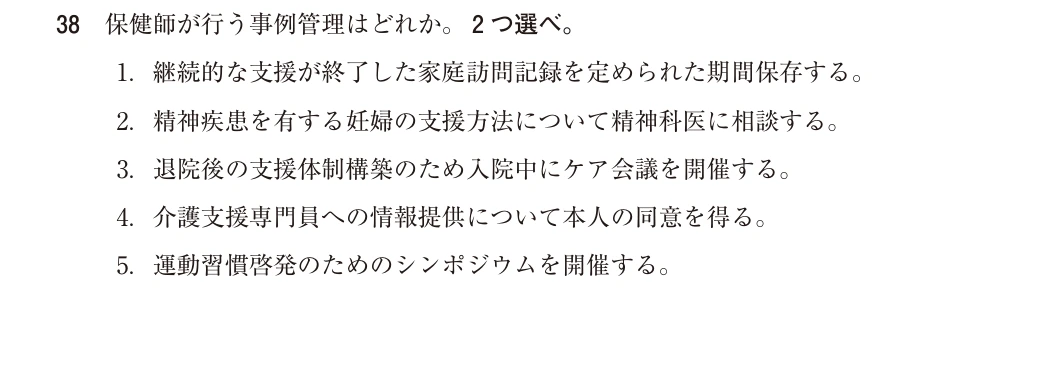 38 保健師が行う事例管理はどれか。2つ選べ。
1. 継続的な支援が終了した家庭訪問記録を定められた期間保存する。
2. 精神疾患を有する妊婦の支援方法について精神科医に相談する。
3. 退院後の支援体制構築のため入院中にケア会議を開催する。
4. 介護支援専門員への情報提供について本人の同意を得る。
5. 運動習慣啓発のためのシンポジウムを開催する。